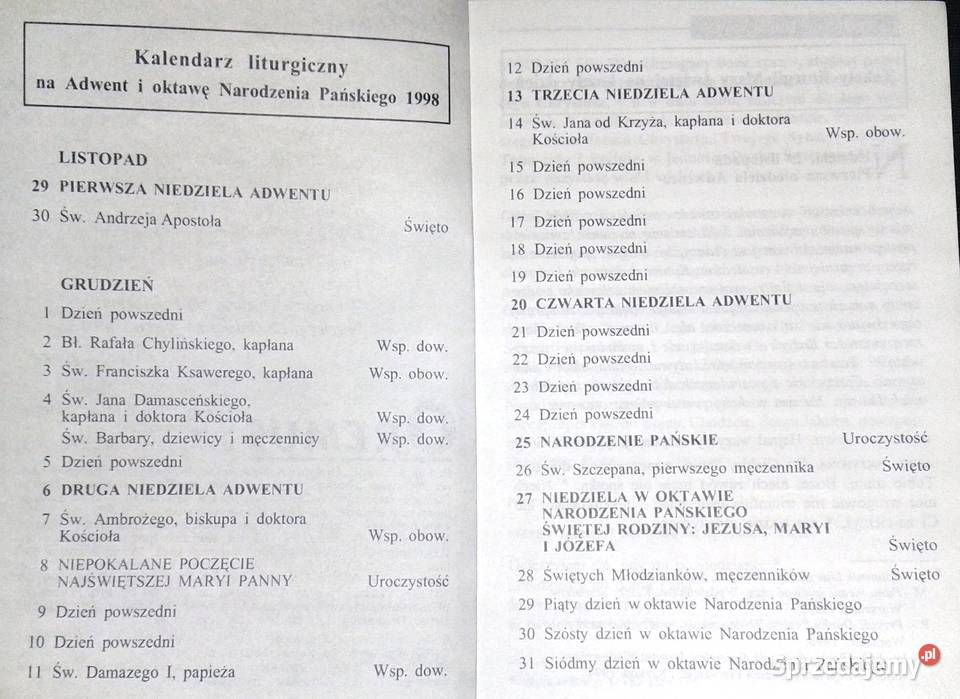 Kalendarz liturgiczny
na Adwent i oktawę Narodzenia Pańskiego 1998
LISTOPAD
29 PIERWSZA NIEDZIELA ADWENTU
30 Św. Andrzeja Apostoła Święto
GRUDZIEŃ
1 Dzień powszedni
2 Bł. Rafała Chylińskiego, kapłana Wsp. dow.
3 Św. Franciszka Ksawerego, kapłana Wsp. obow.
4 Św. Jana Damasceńskiego,
kapłana i doktora Kościoła Wsp. dow.
Św. Barbary, dziewicy i męczennicy Wsp. dow.
5 Dzień powszedni
6 DRUGA NIEDZIELA ADWENTU
7 Św. Ambrożego, biskupa i doktora
Kościoła Wsp. obow.
8 NIEPOKALANE POCZĘCIE
NAJŚWIĘTSZEJ MARYI PANNY Uroczystość
9 Dzień powszedni
10 Dzień powszedni
11 Św. Damazego I, papieża Wsp. dow.
12 Dzień powszedni
13 TRZECIA NIEDZIELA ADWENTU
14 Św. Jana od Krzyża, kapłana i doktora
Kościoła Wsp. obow.
15 Dzień powszedni
16 Dzień powszedni
17 Dzień powszedni
18 Dzień powszedni
19 Dzień powszedni
20 CZWARTA NIEDZIELA ADWENTU
21 Dzień powszedni
22 Dzień powszedni
23 Dzień powszedni
24 Dzień powszedni
25 NARODZENIE PAŃSKIE Uroczystość
26 Św. Szczepana, pierwszego męczennika Święto
27 NIEDZIELA W OKTAWIE
NARODZENIA PAŃSKIEGO
ŚWIĘTEJ RODZINY: JEZUSA, MARYI
I JÓZEFA Święto
28 Świętych Młodzianków, męczenników Święto
29 Piąty dzień w oktawie Narodzenia Pańskiego
30 Szósty dzień w oktawie Narodzenia Pańskiego
31 Siódmy dzień w oktawie Narodzenia Pańskiego
Sprzedajemy.pl